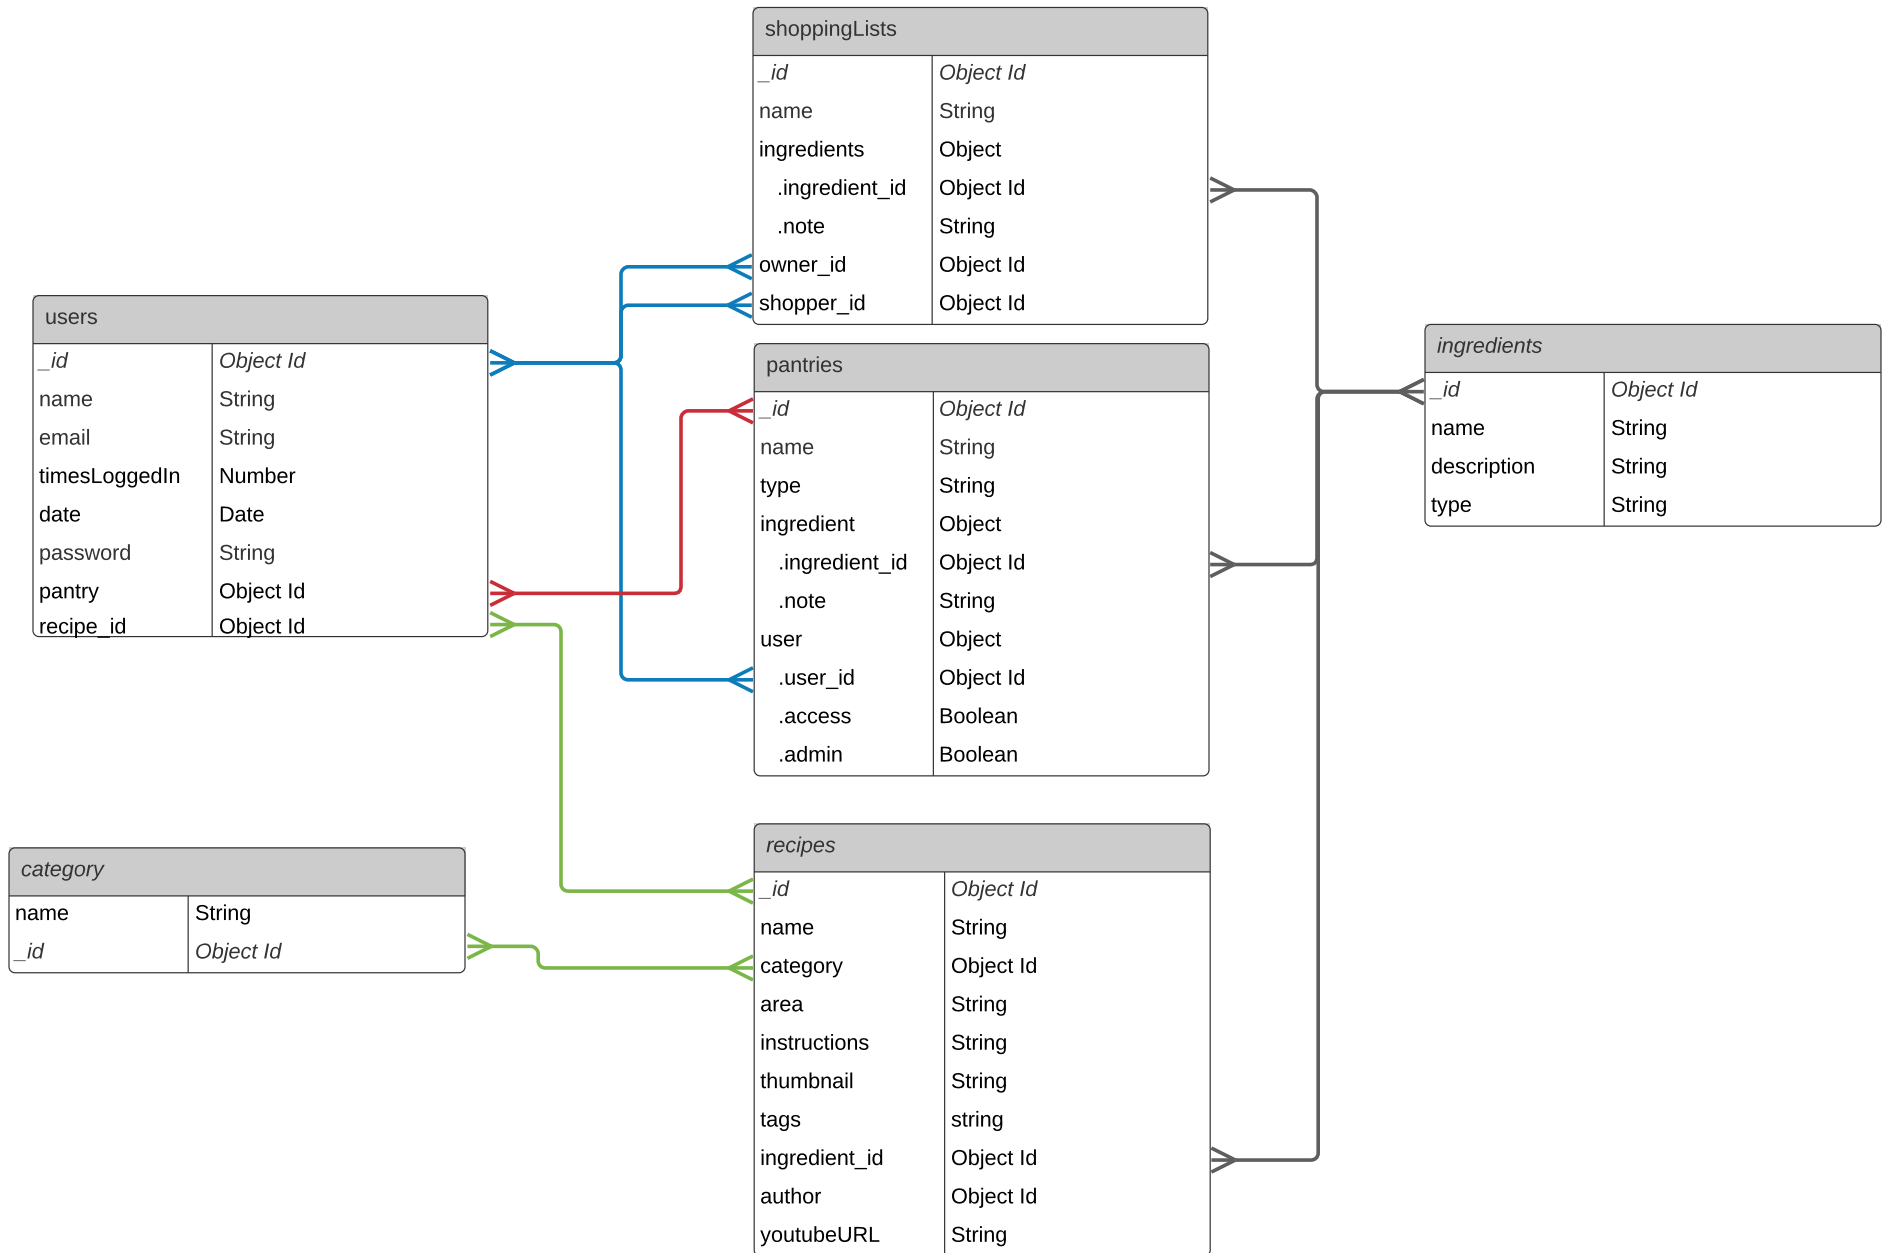 shoppingLists
_id Object Id
name String
ingredients Object
.ingredient_id Object Id
.note String
owner_id Object Id
shopper_id Object Id
users
_id Object Id
name String
email String
timesLoggedIn Number
date Date
password String
pantry Object Id
recipe_id Object Id
pantries
_id Object Id
name String
type String
ingredient Object
.ingredient_id Object Id
.note String
user Object
.user_id Object Id
.access Boolean
.admin Boolean
ingredients
_id Object Id
name String
description String
type String
category
name String
_id Object Id
recipes
_id Object Id
name String
category Object Id
area String
instructions String
thumbnail String
tags string
ingredient_id Object Id
author Object Id
youtubeURL String